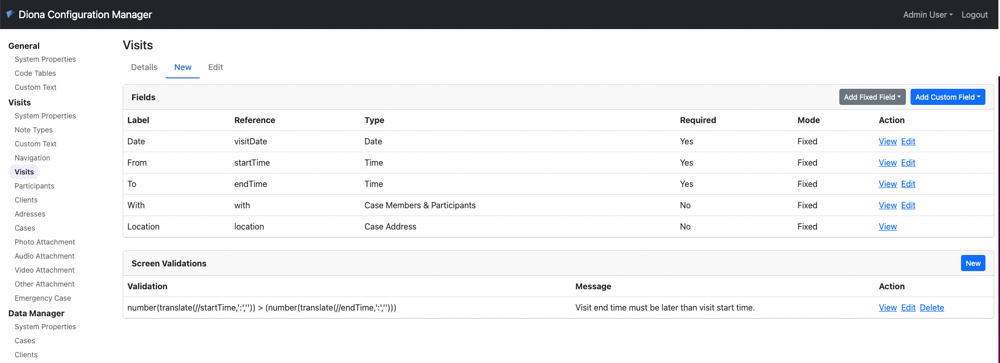 Diona Configuration Manager
Admin User
Logout
General
System Properties
Code Tables
Custom Text
Visits
System Properties
Note Types
Custom Text
Navigation
Visits
Participants
Clients
Adresses
Cases
Photo Attachment
Audio Attachment
Video Attachment
Other Attachment
Emergency Case
Data Manager
System Properties
Cases
Clients
Visits
Details New Edit
Fields Add Fixed Field Add Custom Field
Label Reference Type Required Mode Action
Date visitDate Date Yes Fixed View Edit
From startTime Time Yes Fixed View Edit
To endTime Time Yes Fixed View Edit
With with Case Members & Participants No Fixed View Edit
Location location Case Address No Fixed View
Screen Validations New
Validation Message Action
number(translate(//startTime,':','')) > (number(translate(//endTime,':',''))) Visit end time must be later than visit start time. View Edit Delete